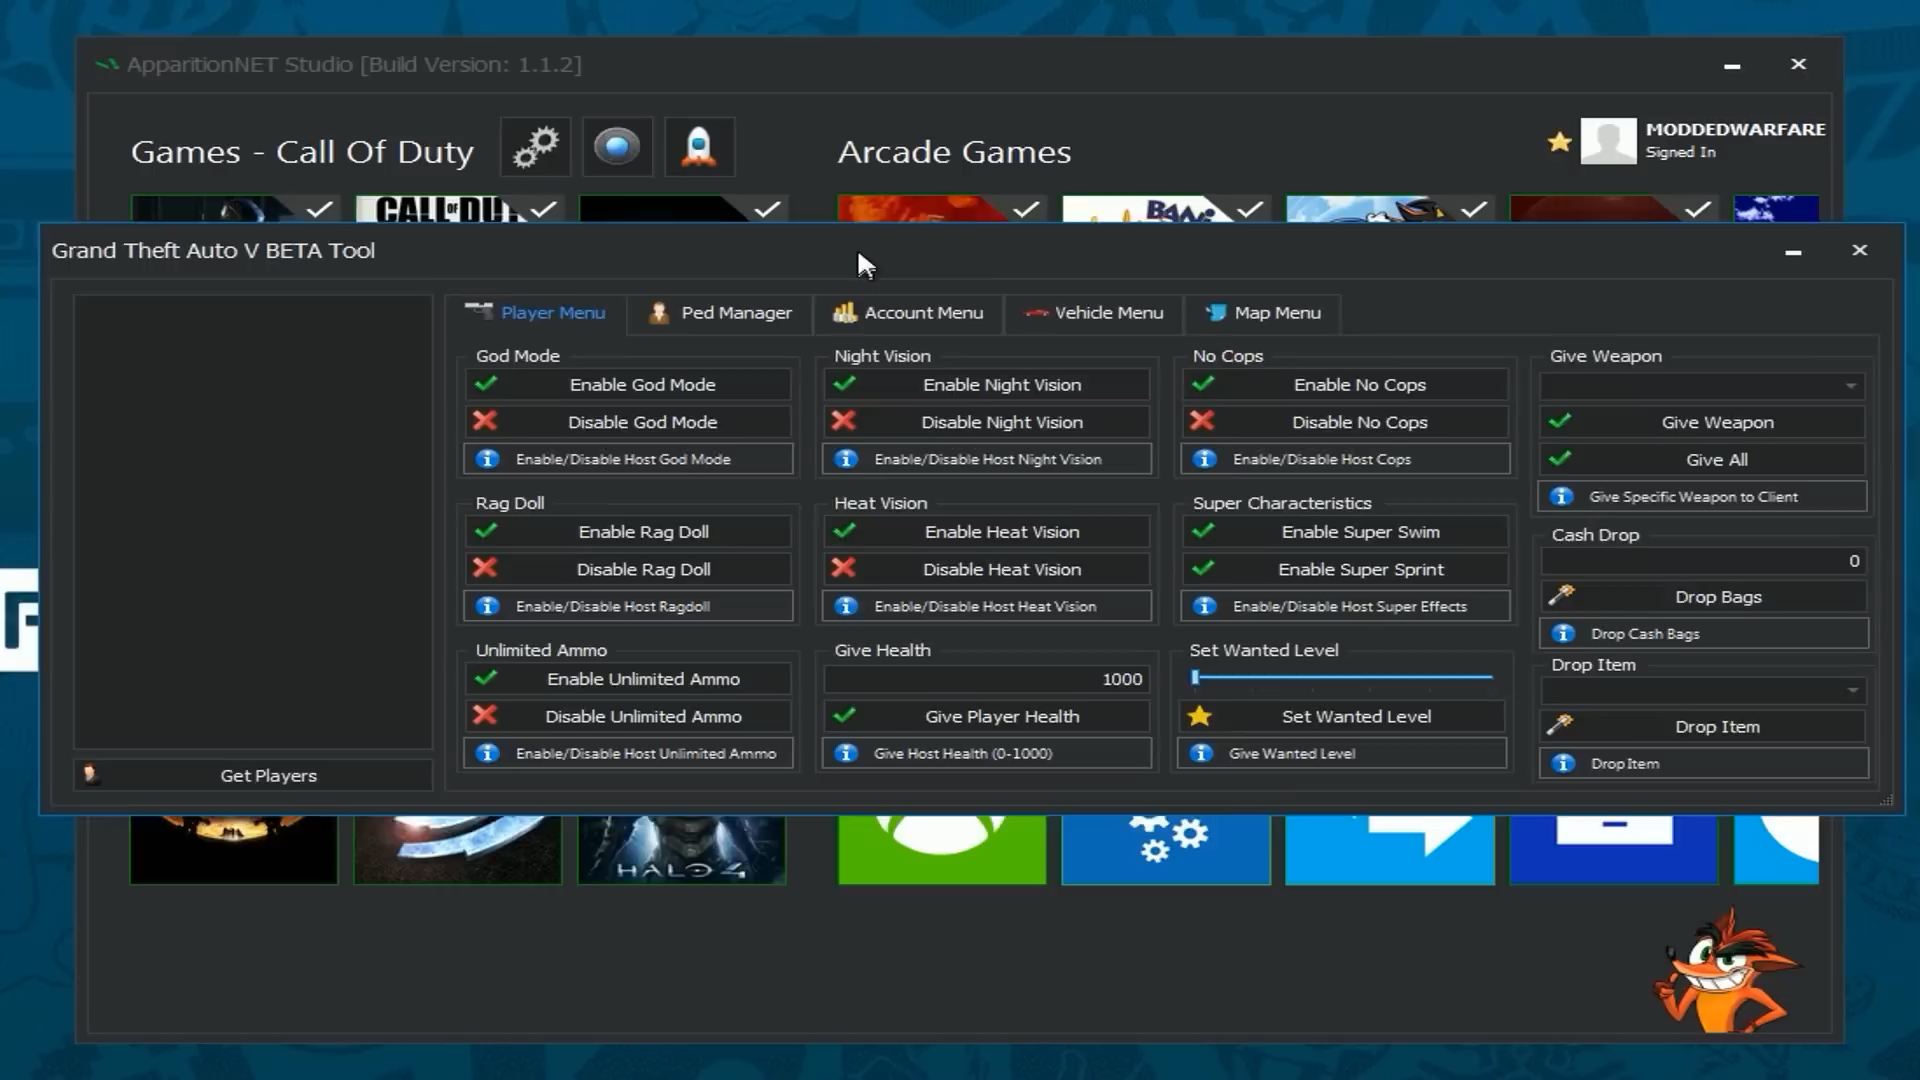 ApparitionNET Studio [Build Version: 1.1.2]
Games - Call Of Duty
Arcade Games
MODDEDWARFARE
Signed In
CALL OF DU
BANJ
Grand Theft Auto V BETA Tool
Player Menu
Ped Manager
Account Menu
Vehicle Menu
Map Menu
God Mode
Enable God Mode
Disable God Mode
Enable/Disable Host God Mode
Night Vision
Enable Night Vision
Disable Night Vision
Enable/Disable Host Night Vision
No Cops
Enable No Cops
Disable No Cops
Enable/Disable Host Cops
Give Weapon
Give Weapon
Give All
Give Specific Weapon to Client
Rag Doll
Enable Rag Doll
Disable Rag Doll
Enable/Disable Host Ragdoll
Heat Vision
Enable Heat Vision
Disable Heat Vision
Enable/Disable Host Heat Vision
Super Characteristics
Enable Super Swim
Enable Super Sprint
Enable/Disable Host Super Effects
Cash Drop
0
Drop Bags
Drop Cash Bags
Unlimited Ammo
Enable Unlimited Ammo
Disable Unlimited Ammo
Enable/Disable Host Unlimited Ammo
Give Health
1000
Give Player Health
Give Host Health (0-1000)
Set Wanted Level
Set Wanted Level
Give Wanted Level
Drop Item
Drop Item
Drop Item
Get Players
HALO 4